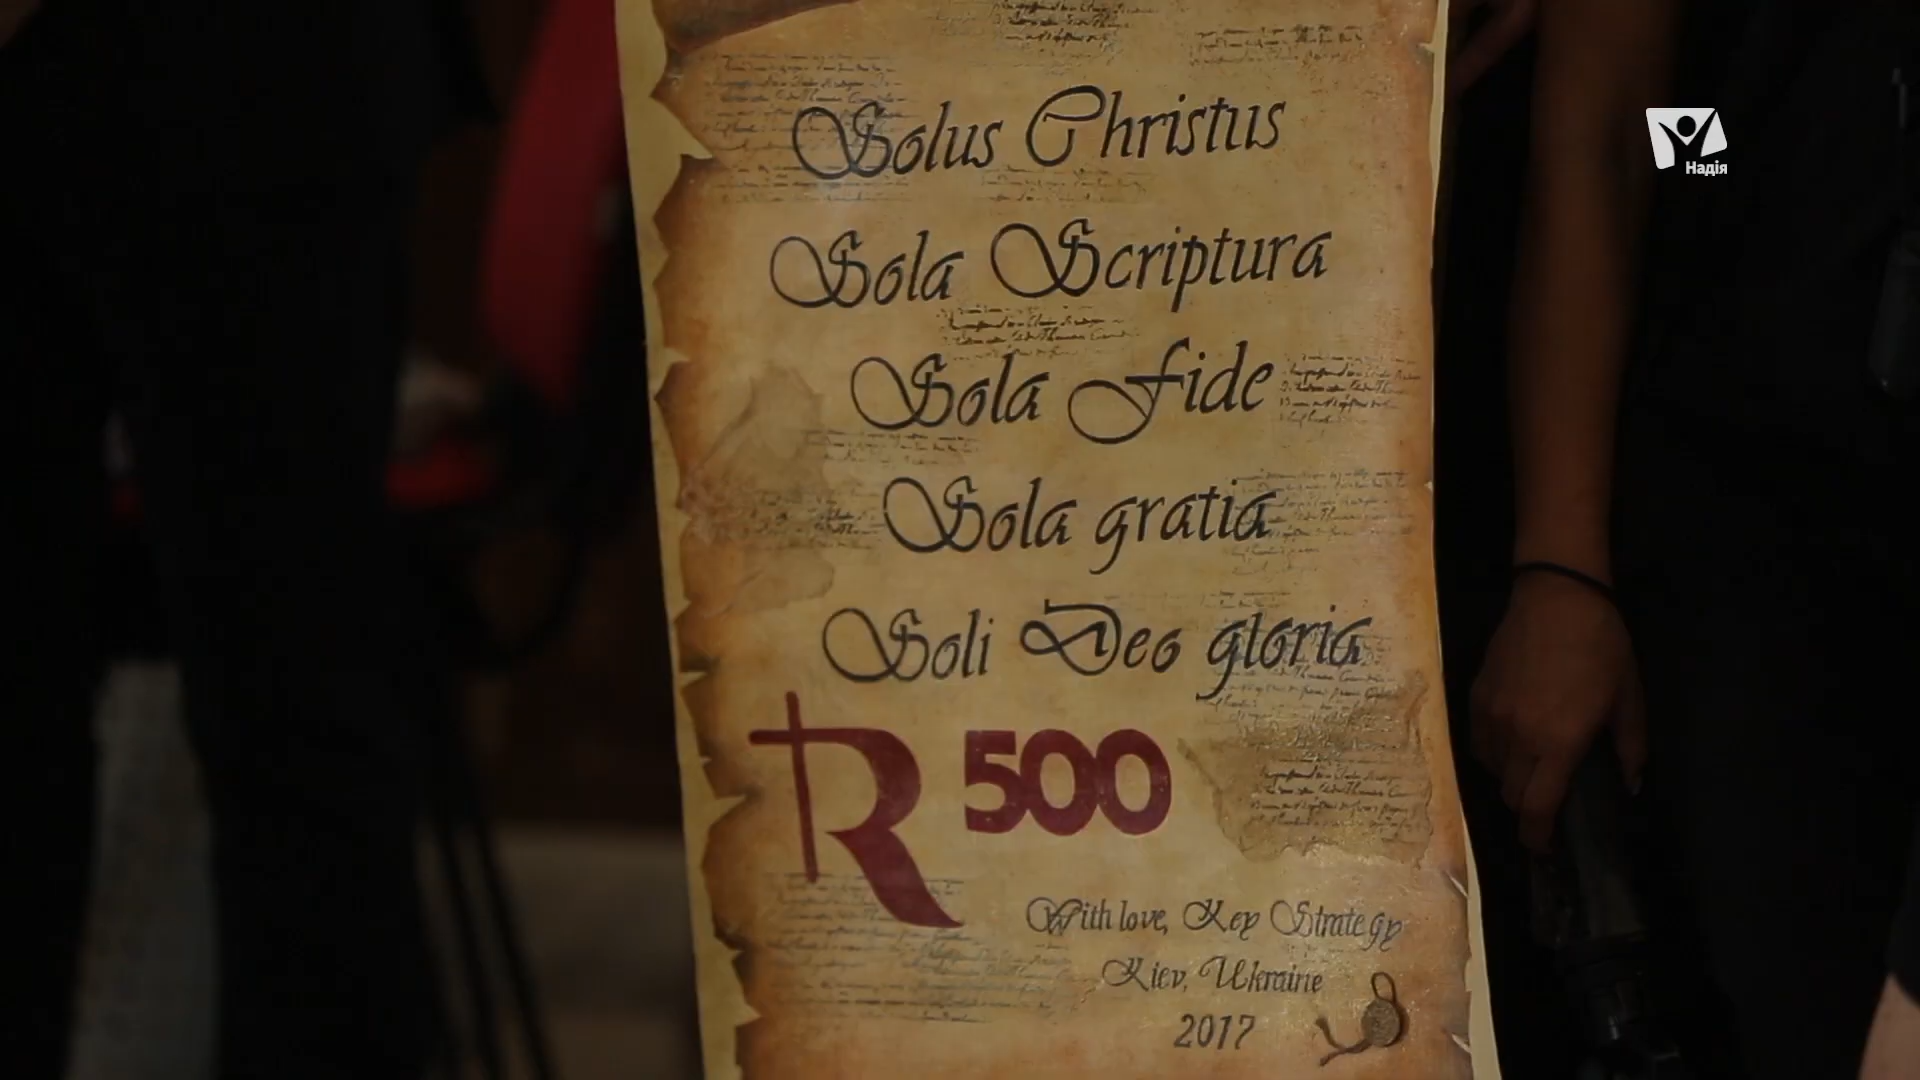 Solus Christus
Sola Scriptura
Sola Fide
Sola gratia
Soli Deo gloria
R500
With love, Key Strategy
Kiev, Ukraine
2017
Надія